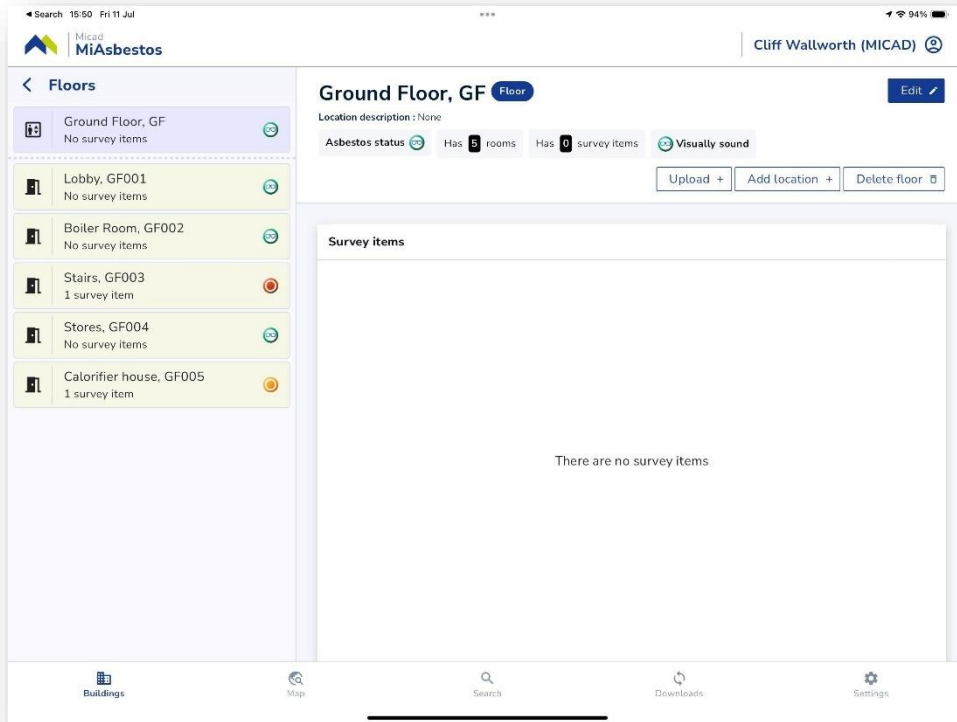 Search 15:50 Fri 11 Jul
94%
Micad
MiAsbestos
Cliff Wallworth (MICAD)
Floors
Ground Floor, GF
No survey items
Lobby, GF001
No survey items
Boiler Room, GF002
No survey items
Stairs, GF003
1 survey item
Stores, GF004
No survey items
Calorifier house, GF005
1 survey item
Ground Floor, GF Floor
Edit
Location description : None
Asbestos status Has 5 rooms Has 0 survey items Visually sound
Upload + Add location + Delete floor
Survey items
There are no survey items
Buildings Map Search Downloads Settings